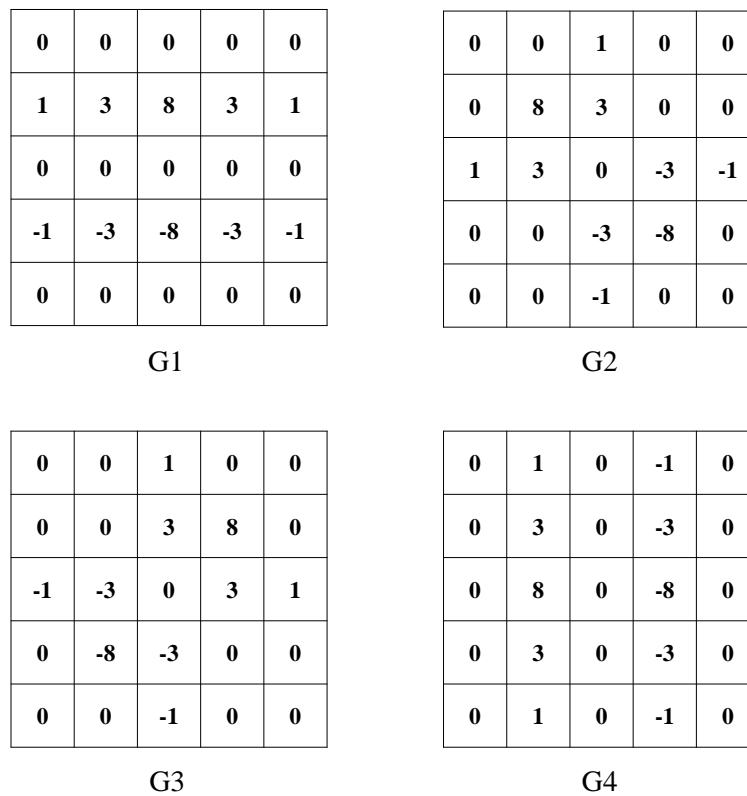 0 0 0 0 0
1 3 8 3 1
0 0 0 0 0
-1 -3 -8 -3 -1
0 0 0 0 0
G1
0 0 1 0 0
0 8 3 0 0
1 3 0 -3 -1
0 0 -3 -8 0
0 0 -1 0 0
G2
0 0 1 0 0
0 0 3 8 0
-1 -3 0 3 1
0 -8 -3 0 0
0 0 -1 0 0
G3
0 1 0 -1 0
0 3 0 -3 0
0 8 0 -8 0
0 3 0 -3 0
0 1 0 -1 0
G4